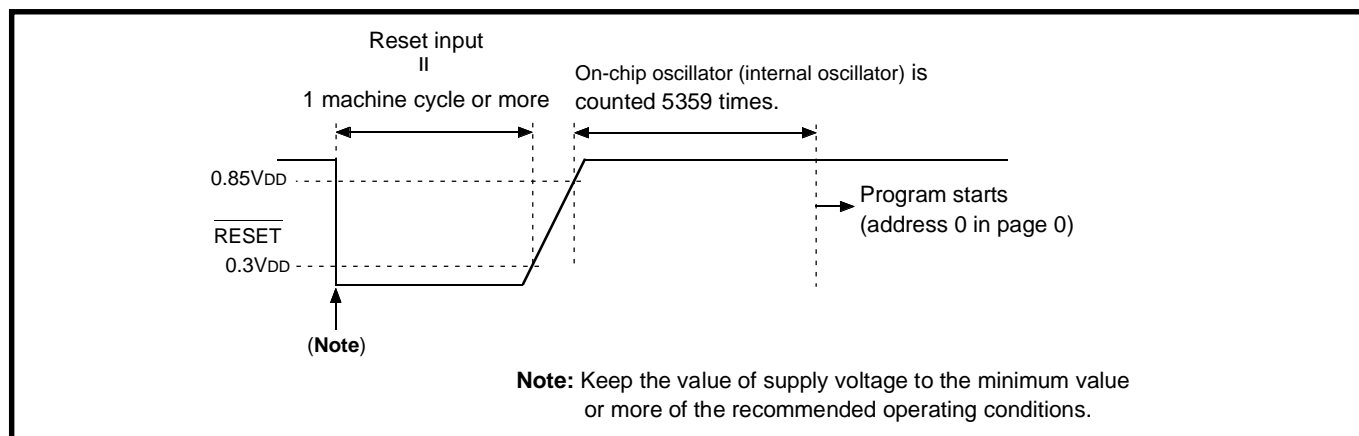 Reset input
=
1 machine cycle or more
On-chip oscillator (internal oscillator) is
counted 5359 times.
0.85VDD
Program starts
(address 0 in page 0)
RESET
0.3VDD
(Note)
Note: Keep the value of supply voltage to the minimum value
or more of the recommended operating conditions.